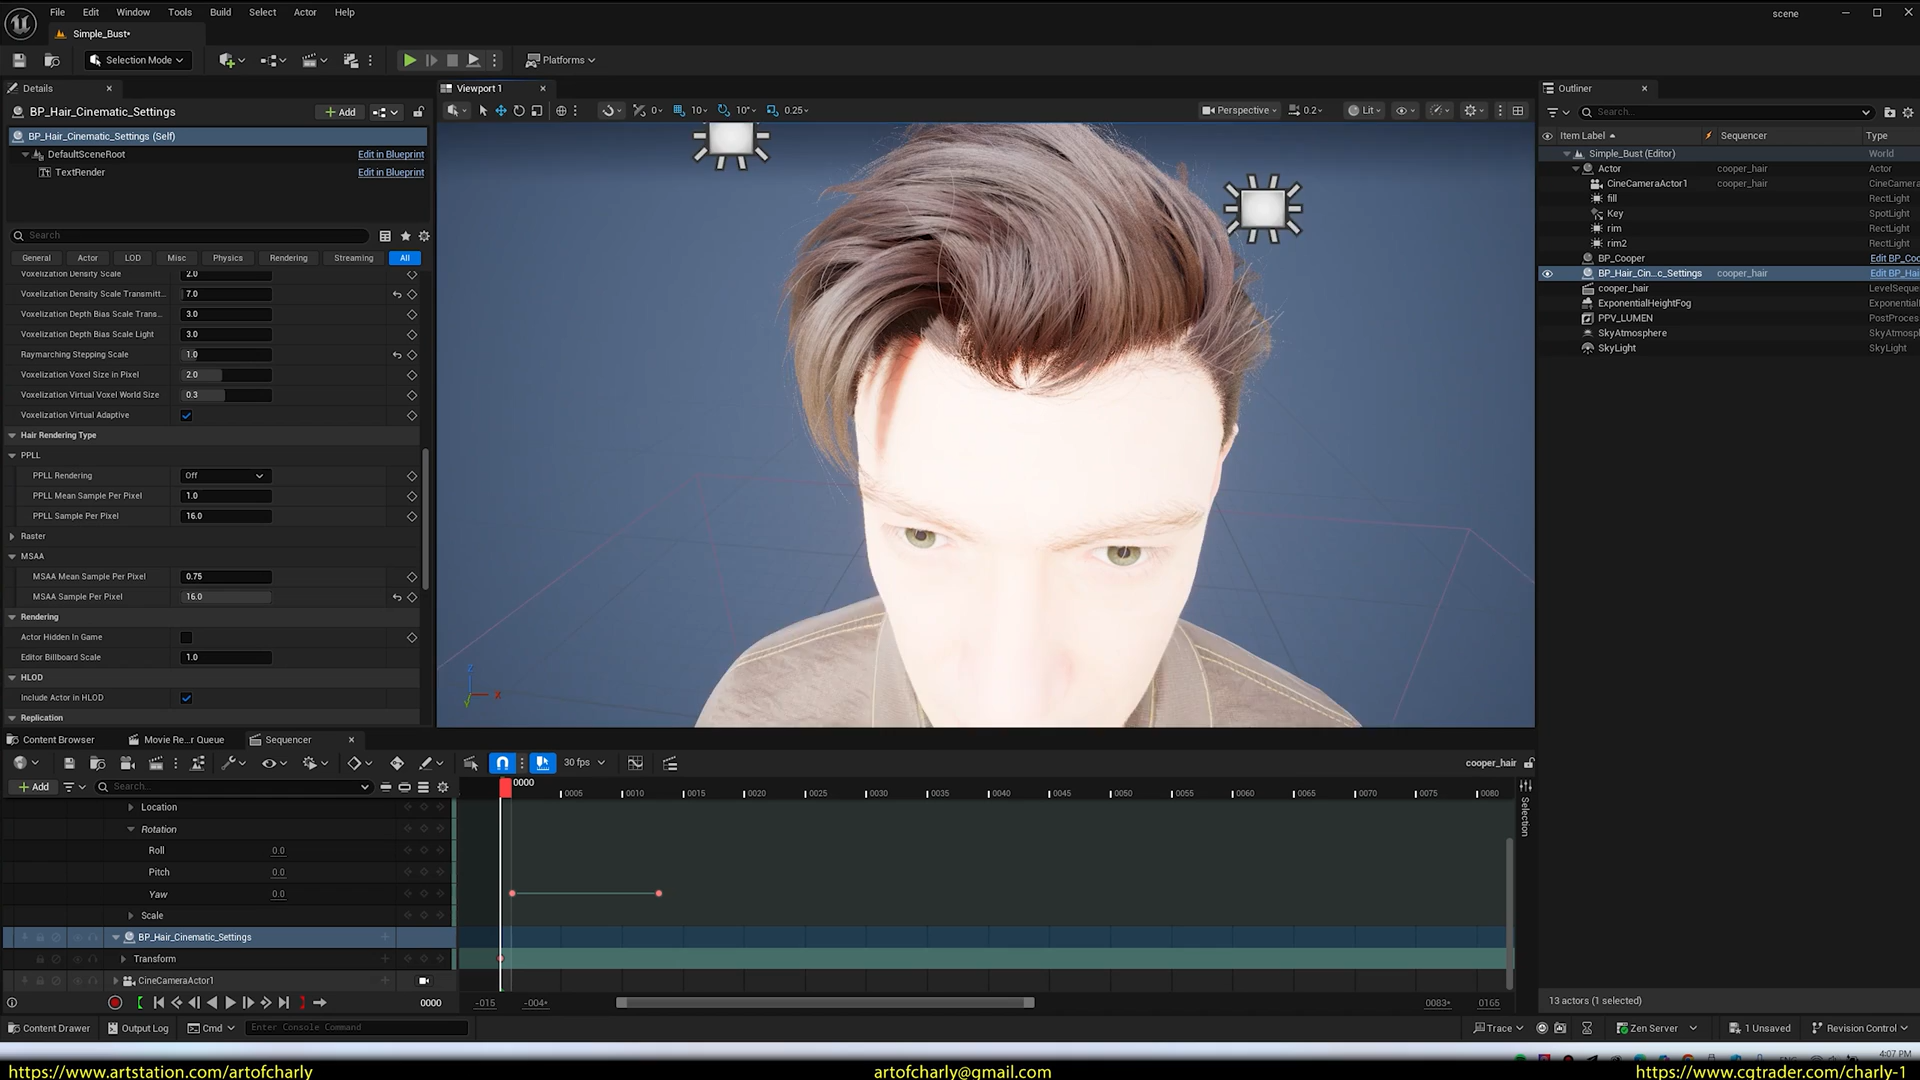 File Edit Window Tools Build Select Actor Help
scene
Simple_Bust•
Selection Mode
Platforms
Details
BP_Hair_Cinematic_Settings
+ Add
BP_Hair_Cinematic_Settings (Self)
DefaultSceneRoot Edit in Blueprint
TextRender Edit in Blueprint
Search
General Actor LOD Misc Physics Rendering Streaming All
Voxelization Density Scale 2.0
Voxelization Density Scale Transmitt... 7.0
Voxelization Depth Bias Scale Trans... 3.0
Voxelization Depth Bias Scale Light 3.0
Raymarching Stepping Scale 1.0
Voxelization Voxel Size in Pixel 2.0
Voxelization Virtual Voxel World Size 0.3
Voxelization Virtual Adaptive
Hair Rendering Type
PPLL
PPLL Rendering Off
PPLL Mean Sample Per Pixel 1.0
PPLL Sample Per Pixel 16.0
Raster
MSAA
MSAA Mean Sample Per Pixel 0.75
MSAA Sample Per Pixel 16.0
Rendering
Actor Hidden In Game
Editor Billboard Scale 1.0
HLOD
Include Actor in HLOD
Replication
Viewport 1
0 10 10° 0.25
Perspective 0.2 Lit
Z
X
Y
Outliner
Search...
Item Label Sequencer Type
Simple_Bust (Editor) World
Actor cooper_hair Actor
CineCameraActor1 cooper_hair CineCamera
fill RectLight
Key SpotLight
rim RectLight
rim2 RectLight
BP_Cooper Edit BP_Coo
BP_Hair_Cin...c_Settings cooper_hair Edit BP_Hai
cooper_hair LevelSeque
ExponentialHeightFog Exponential
PPV_LUMEN PostProces
SkyAtmosphere SkyAtmosp
SkyLight SkyLight
13 actors (1 selected)
Content Browser Movie Re...r Queue Sequencer
30 fps
cooper_hair
+ Add Search...
0000
0005 0010 0015 0020 0025 0030 0035 0040 0045 0050 0055 0060 0065 0070 0075 0080
Selection
Location
Rotation
Roll 0.0
Pitch 0.0
Yaw 0.0
Scale
BP_Hair_Cinematic_Settings
Transform
CineCameraActor1
0000 -015 -004+ 0083+ 0165
Content Drawer Output Log Cmd Enter Console Command
Trace Zen Server 1 Unsaved Revision Control
4:07 PM
https://www.artstation.com/artofcharly
artofcharly@gmail.com
https://www.cgtrader.com/charly-1